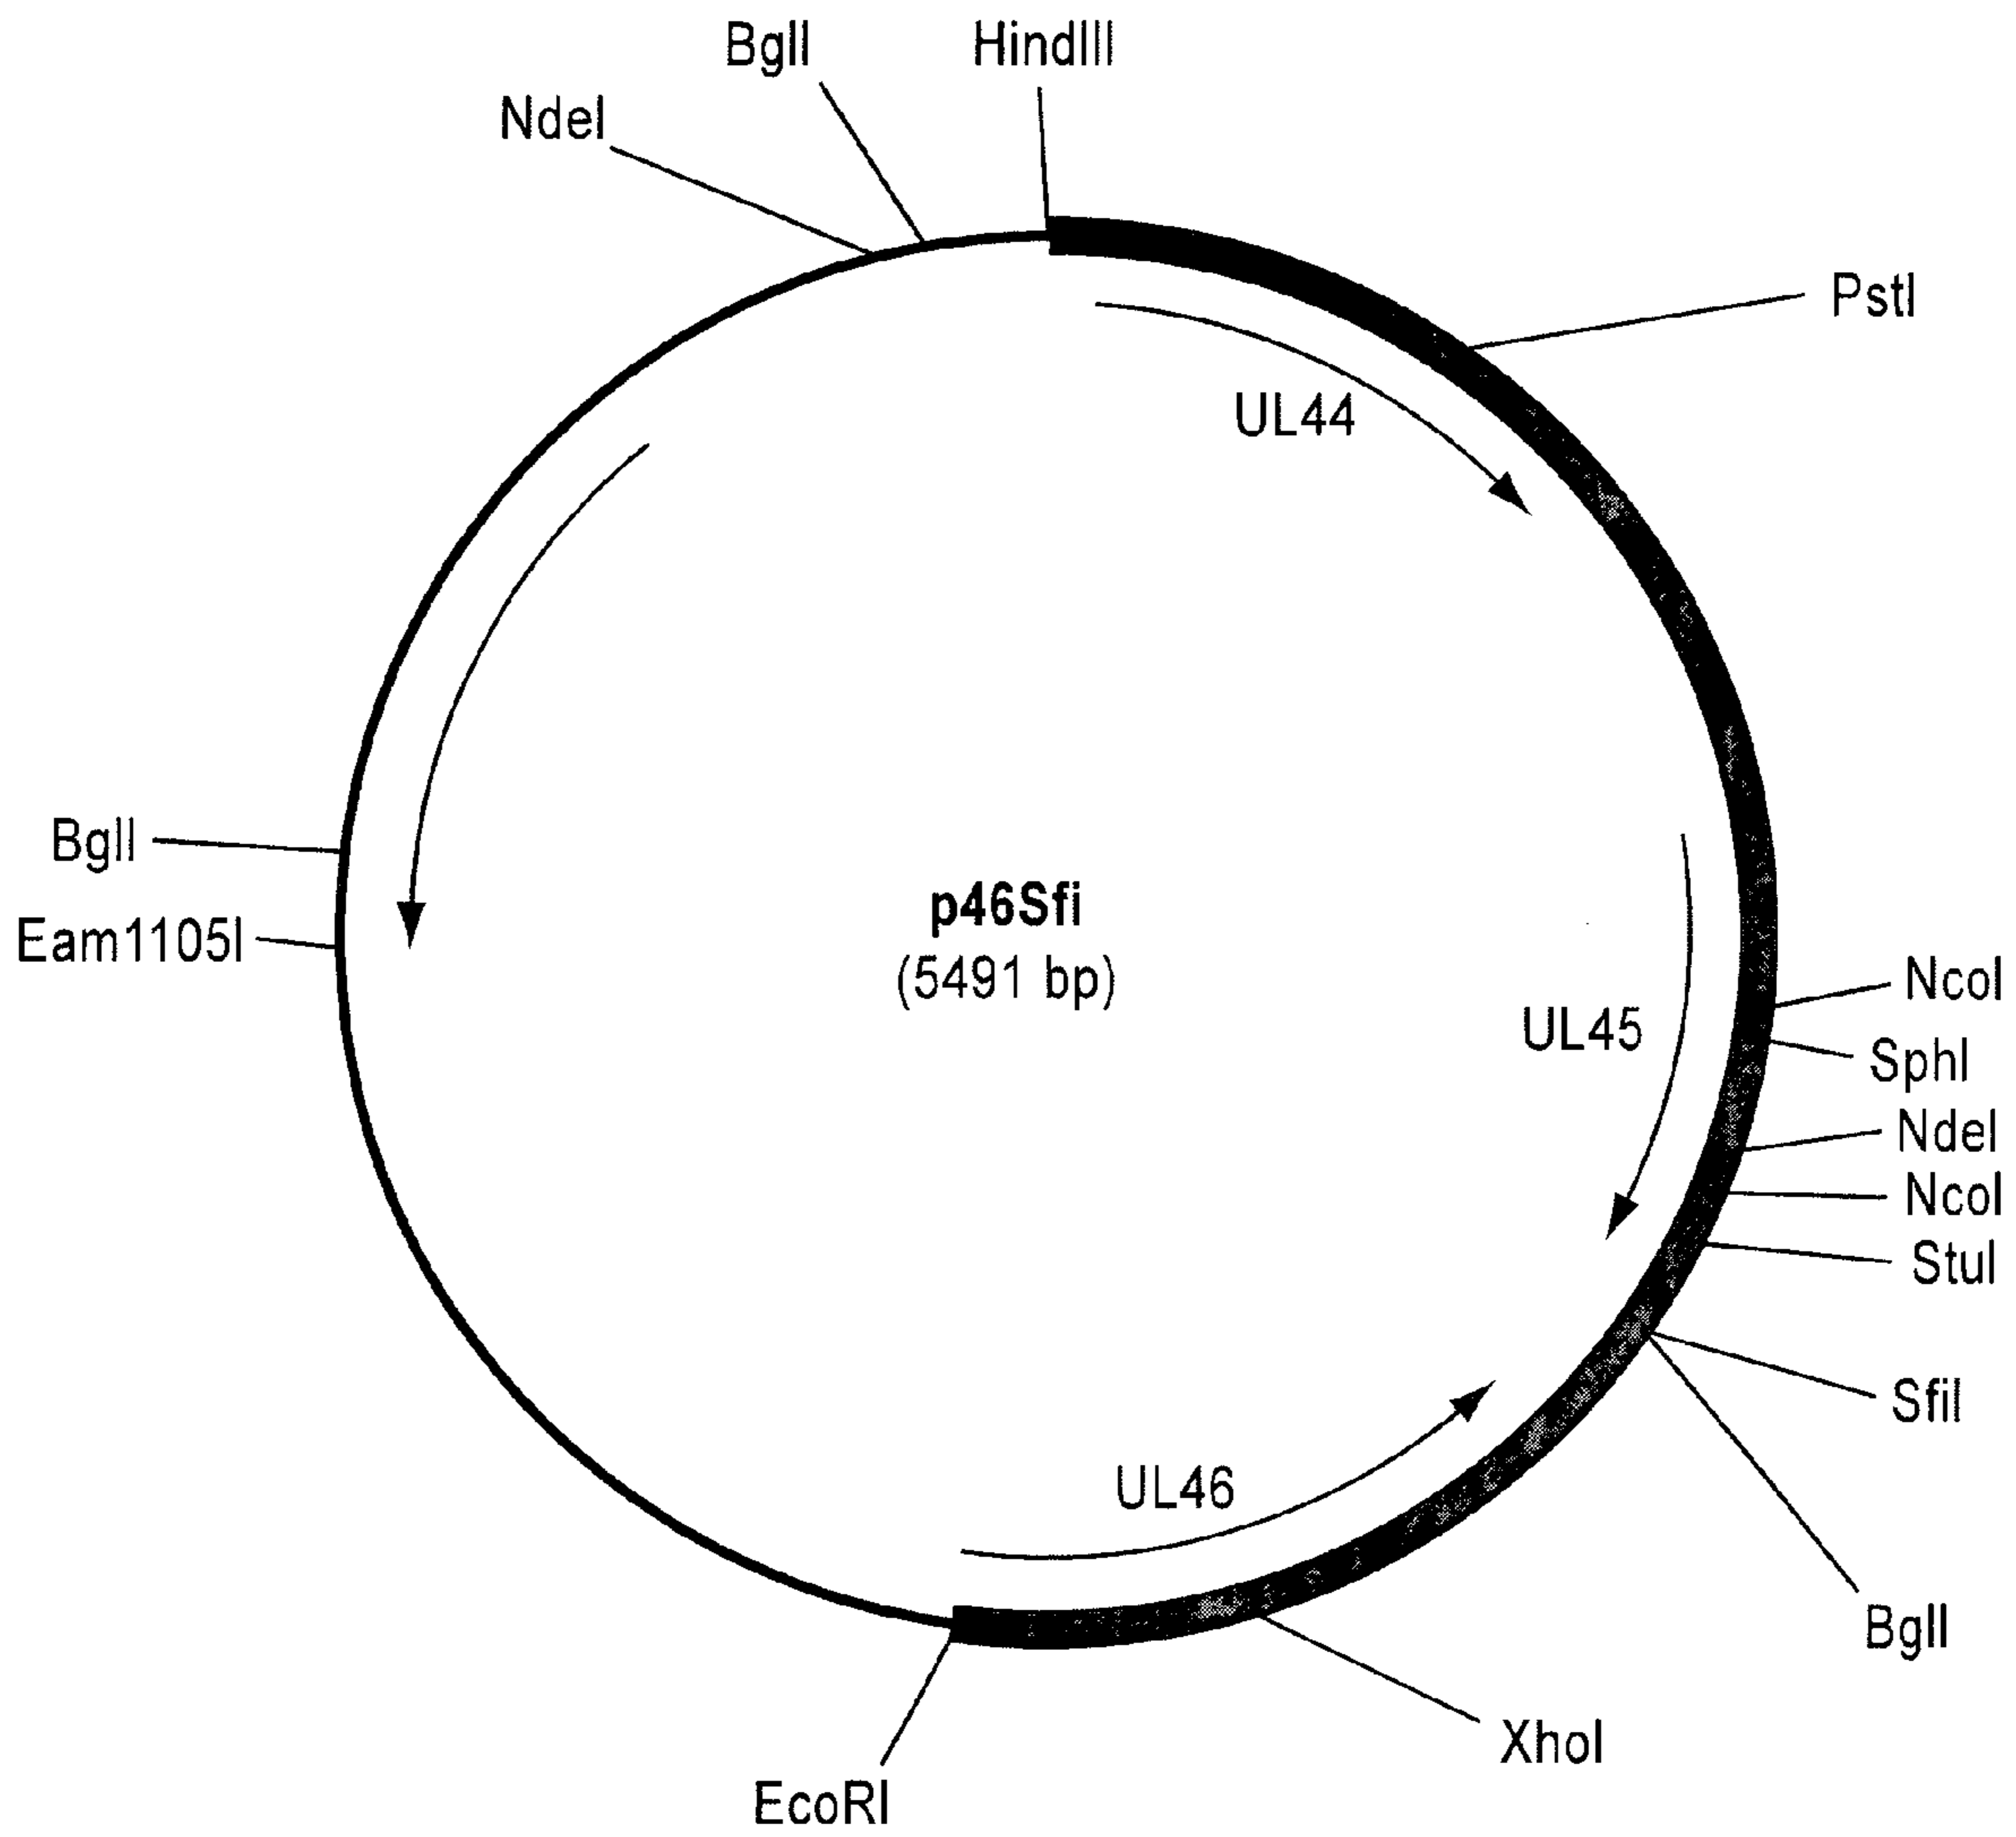 BglI
HindIII
NdeI
PstI
UL44
BglI
p46Sfi
Eam1105I
(5491 bp)
NcoI
UL45
SphI
NdeI
NcoI
StuI
SfiI
UL46
BglI
XhoI
EcoRI